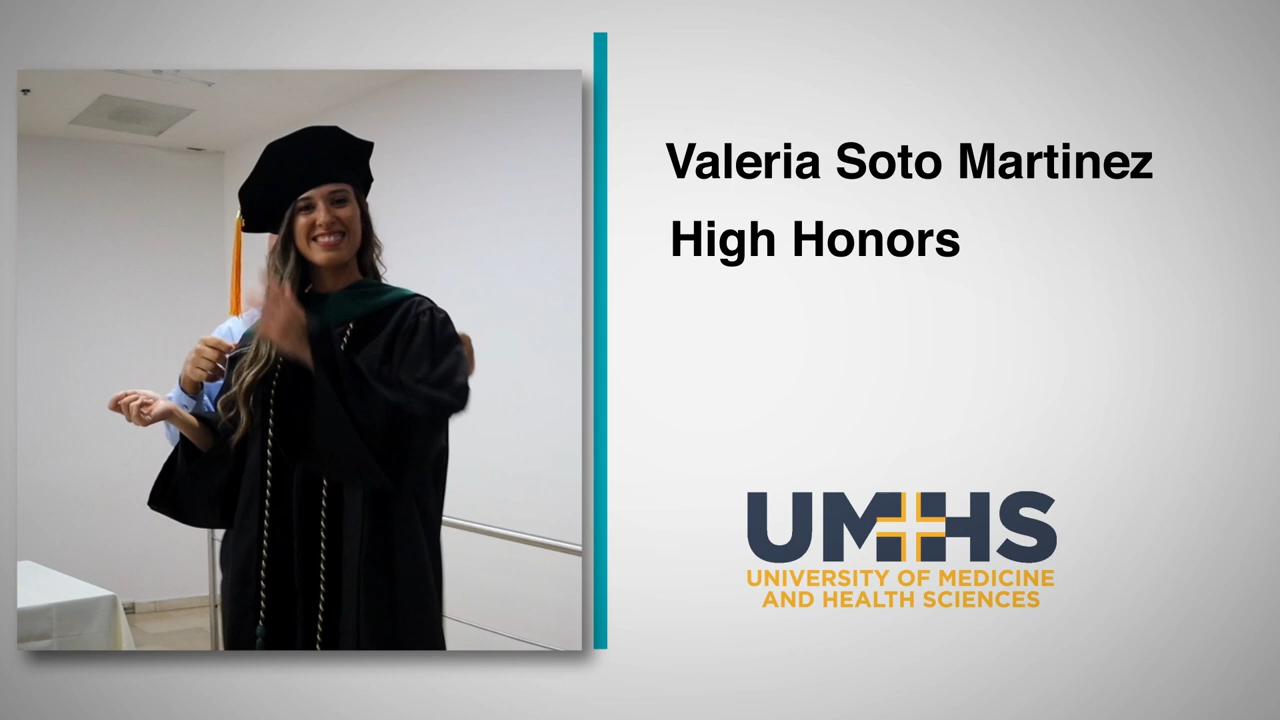 Valeria Soto Martinez
High Honors
UMHS
UNIVERSITY OF MEDICINE
AND HEALTH SCIENCES